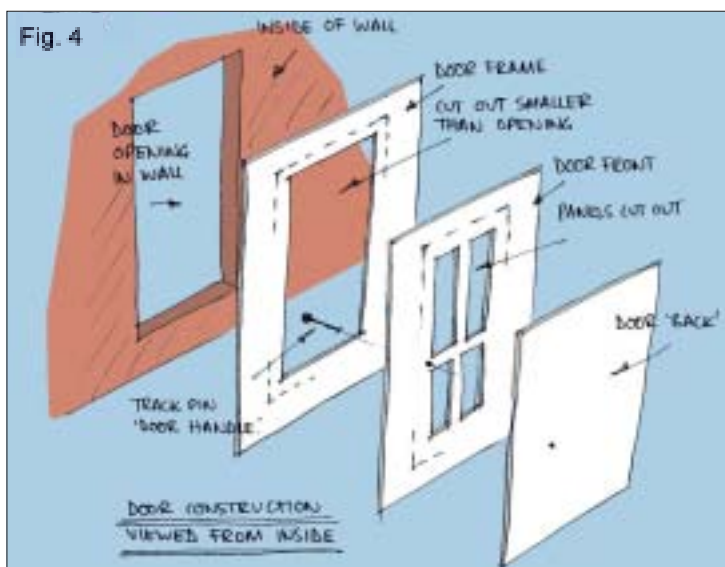 Fig. 4
INSIDE OF WALL
DOOR
OPENING
IN WALL
DOOR FRAME
CUT OUT SMALLER
THAN OPENING
DOOR FRONT
PANELS CUT OUT
DOOR 'BACK'
TRACK PIN
'DOOR HANDLE'
DOOR CONSTRUCTION
VIEWED FROM INSIDE